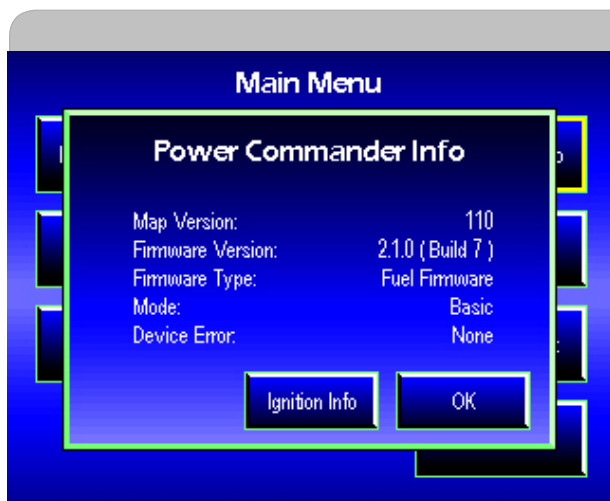 Main Menu
Power Commander Info
Map Version: 110
Firmware Version: 2.1.0 ( Build 7 )
Firmware Type: Fuel Firmware
Mode: Basic
Device Error: None
Ignition Info OK